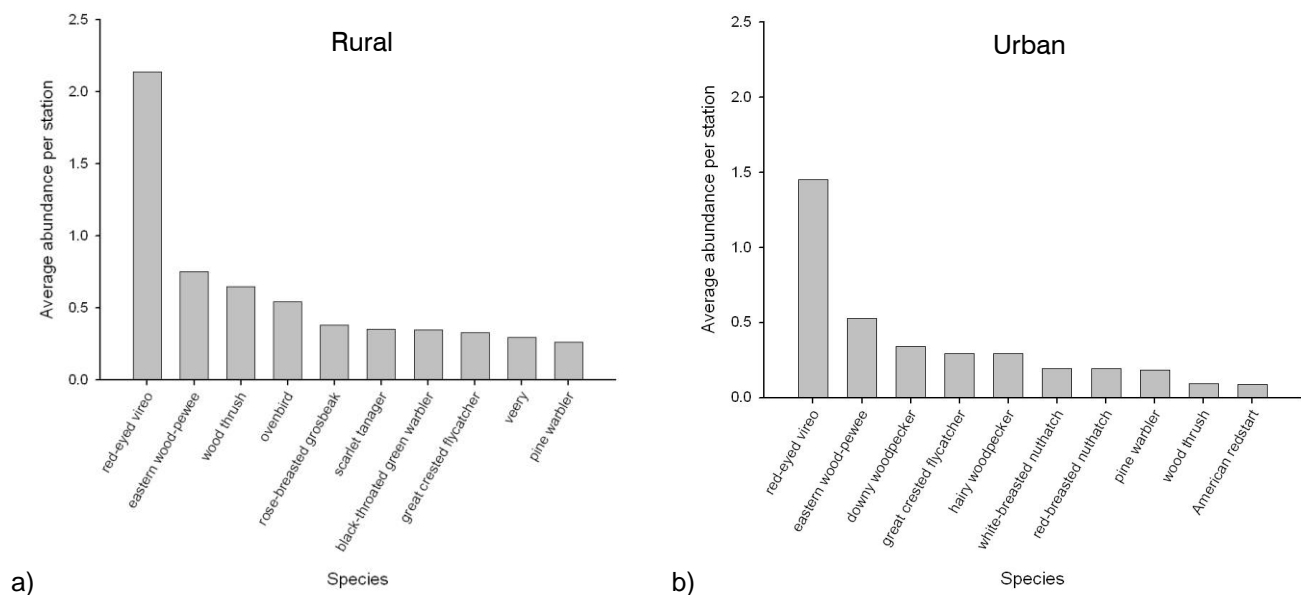 Rural
Average abundance per station
2.5
2.0
1.5
1.0
0.5
0.0
red-eyed vireo
eastern wood-pewee
wood thrush
ovenbird
rose-breasted grosbeak
scarlet tanager
black-throated green warbler
great crested flycatcher
veery
pine warbler
Species
a)
Urban
Average abundance per station
2.5
2.0
1.5
1.0
0.5
0.0
red-eyed vireo
eastern wood-pewee
downy woodpecker
great crested flycatcher
hairy woodpecker
white-breasted nuthatch
red-breasted nuthatch
pine warbler
wood thrush
American redstart
Species
b)